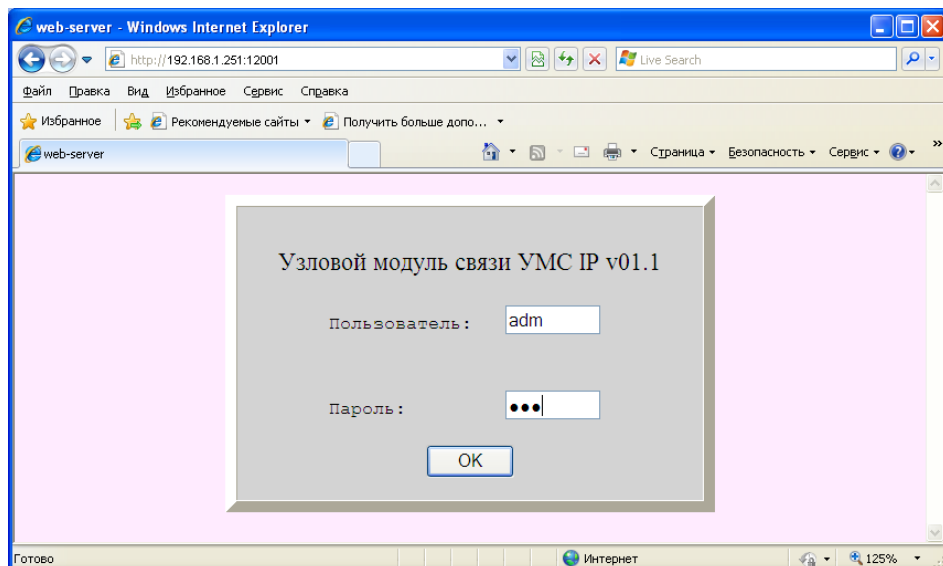 web-server - Windows Internet Explorer
http://192.168.1.251:12001
Live Search
Файл Правка Вид Избранное Сервис Справка
Избранное Рекомендуемые сайты Получить больше допо...
web-server Страница Безопасность Сервис »
Узловой модуль связи УМС IP v01.1
Пользователь: adm
Пароль: •••
OK
Готово Интернет 125%